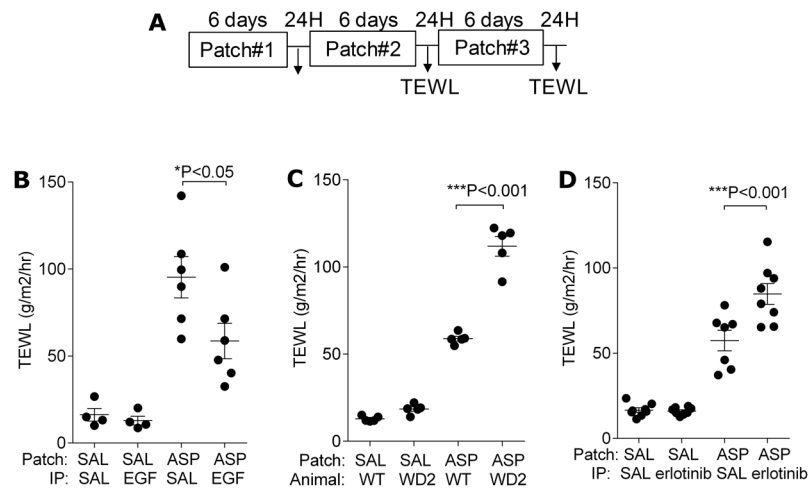 A
6 days 24H 6 days 24H 6 days 24H
Patch#1 Patch#2 Patch#3
TEWL TEWL
B
*P<0.05
150
100
50
0
TEWL (g/m2/hr)
Patch: SAL SAL ASP ASP
IP: SAL EGF SAL EGF
C
***P<0.001
150
100
50
0
TEWL (g/m2/hr)
Patch: SAL SAL ASP ASP
Animal: WT WD2 WT WD2
D
***P<0.001
150
100
50
0
TEWL (g/m2/hr)
Patch: SAL SAL ASP ASP
IP: SAL erlotinib SAL erlotinib